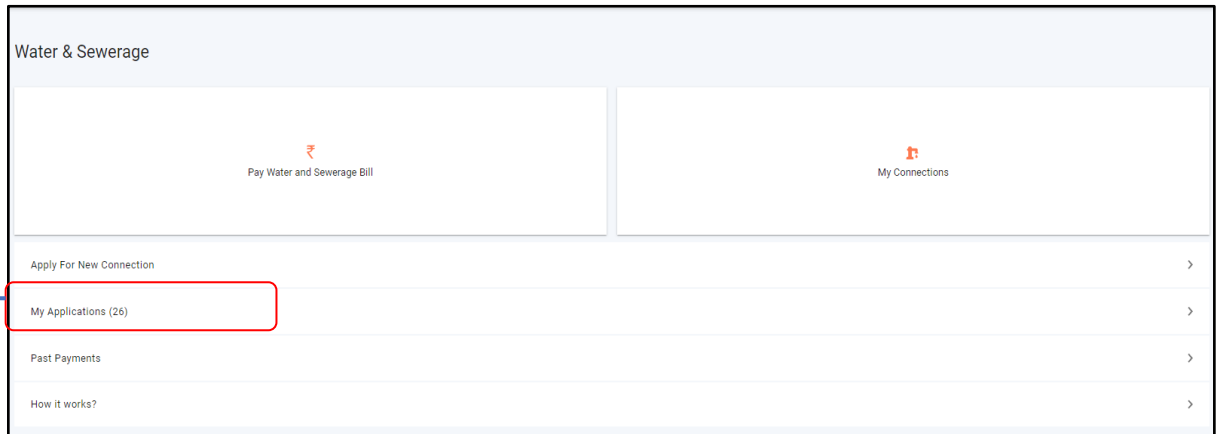 Water & Sewerage
₹
Pay Water and Sewerage Bill
My Connections
Apply For New Connection
My Applications (26)
Past Payments
How it works?